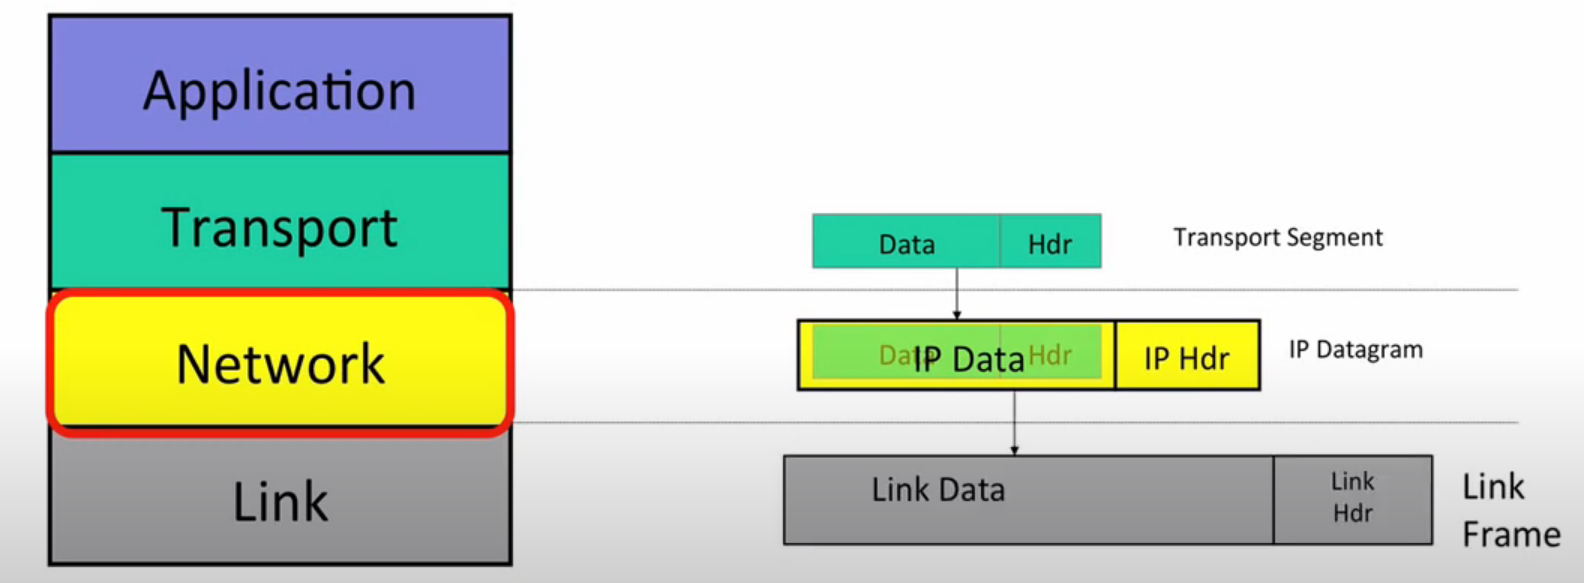 Application
Transport
Data
Hdr
Transport Segment
Network
Data
Hdr
IP Data
IP Hdr
IP Datagram
Link
Link Data
Link
Hdr
Link
Frame